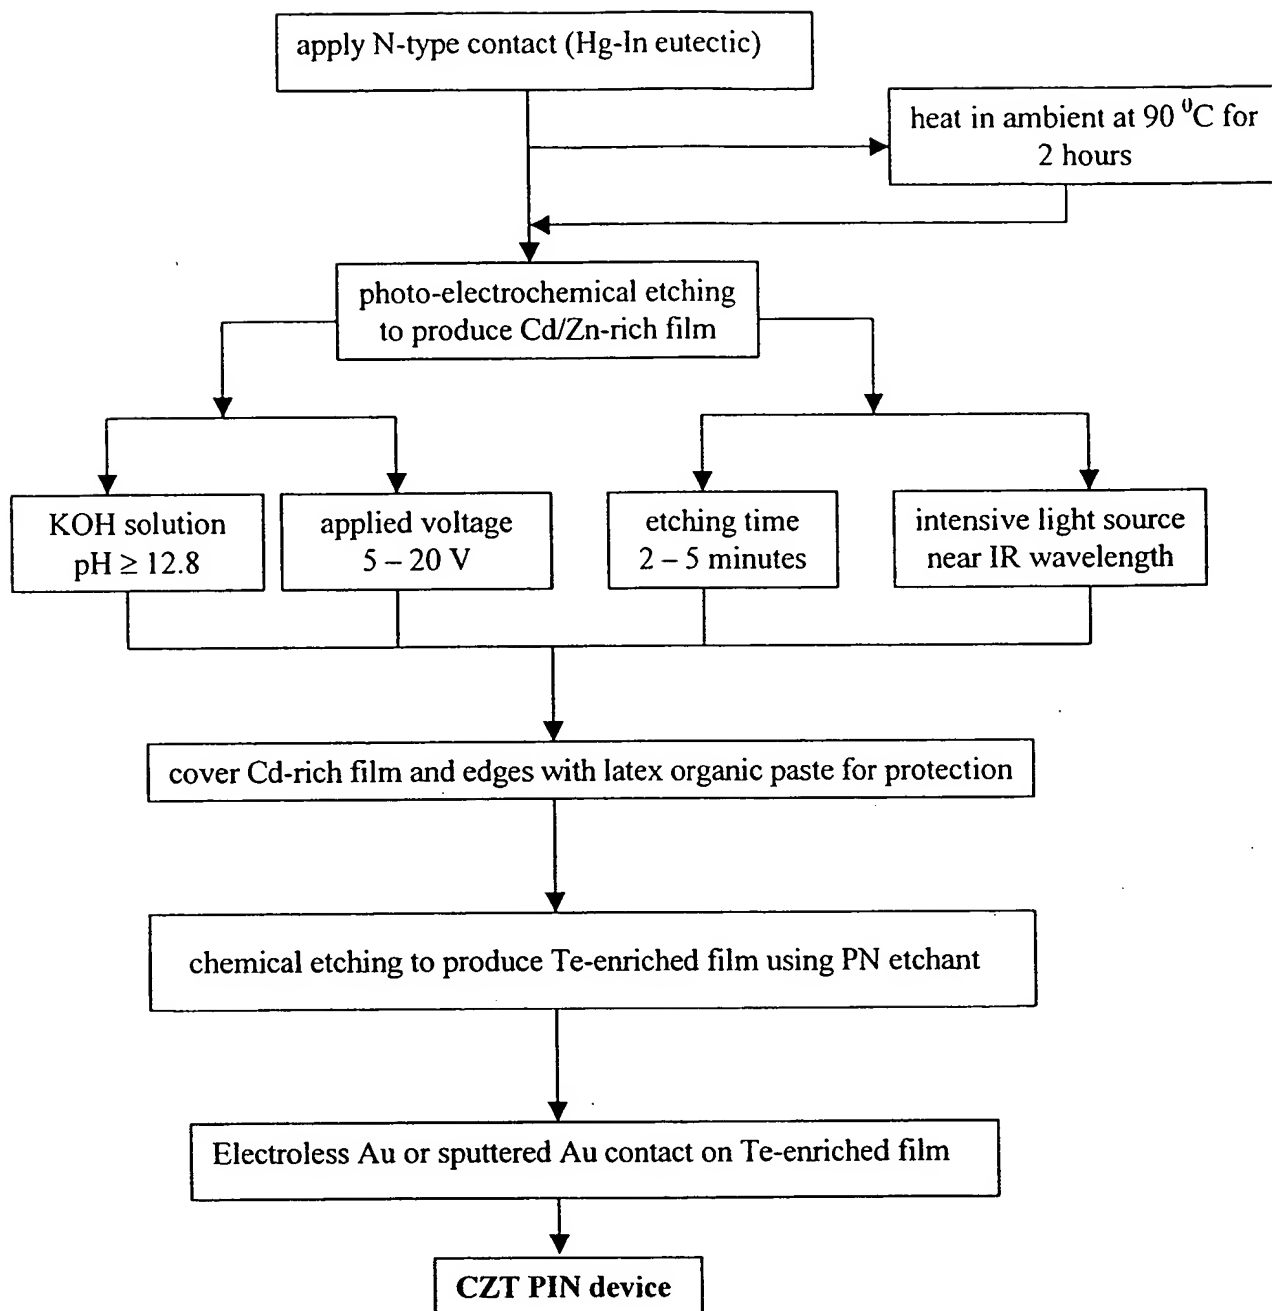 apply N-type contact (Hg-In eutectic)
heat in ambient at 90 ⁰C for
2 hours
photo-electrochemical etching
to produce Cd/Zn-rich film
KOH solution
pH ≥ 12.8
applied voltage
5 – 20 V
etching time
2 – 5 minutes
intensive light source
near IR wavelength
cover Cd-rich film and edges with latex organic paste for protection
chemical etching to produce Te-enriched film using PN etchant
Electroless Au or sputtered Au contact on Te-enriched film
CZT PIN device